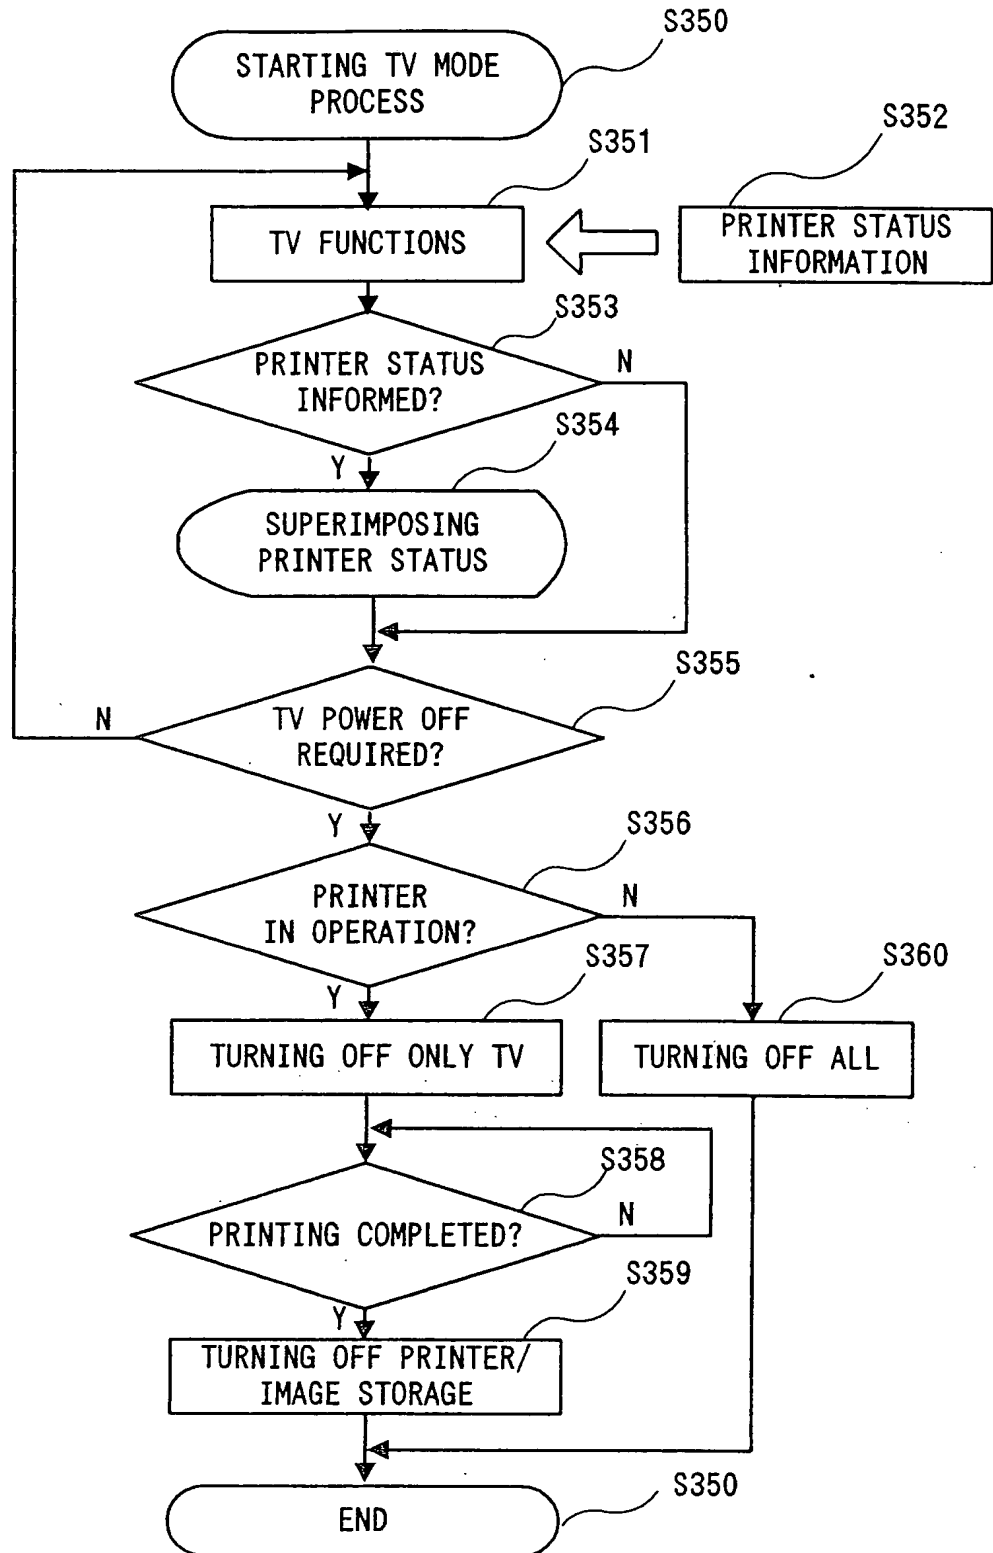 S350
STARTING TV MODE
PROCESS
S351
S352
TV FUNCTIONS
PRINTER STATUS
INFORMATION
S353
PRINTER STATUS
INFORMED?
N
S354
Y
SUPERIMPOSING
PRINTER STATUS
S355
N
TV POWER OFF
REQUIRED?
Y
S356
PRINTER
IN OPERATION?
N
S357
S360
Y
TURNING OFF ONLY TV
TURNING OFF ALL
S358
PRINTING COMPLETED?
N
S359
Y
TURNING OFF PRINTER/
IMAGE STORAGE
S350
END